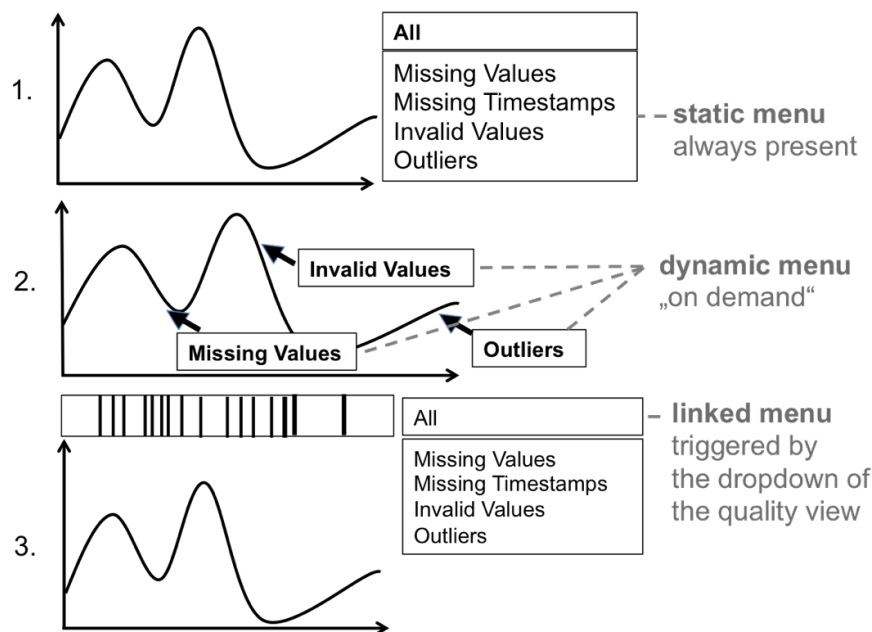 1.
All
Missing Values
Missing Timestamps
Invalid Values
Outliers
static menu
always present
2.
Invalid Values
Missing Values
Outliers
dynamic menu
„on demand“
3.
All
Missing Values
Missing Timestamps
Invalid Values
Outliers
linked menu
triggered by
the dropdown of
the quality view